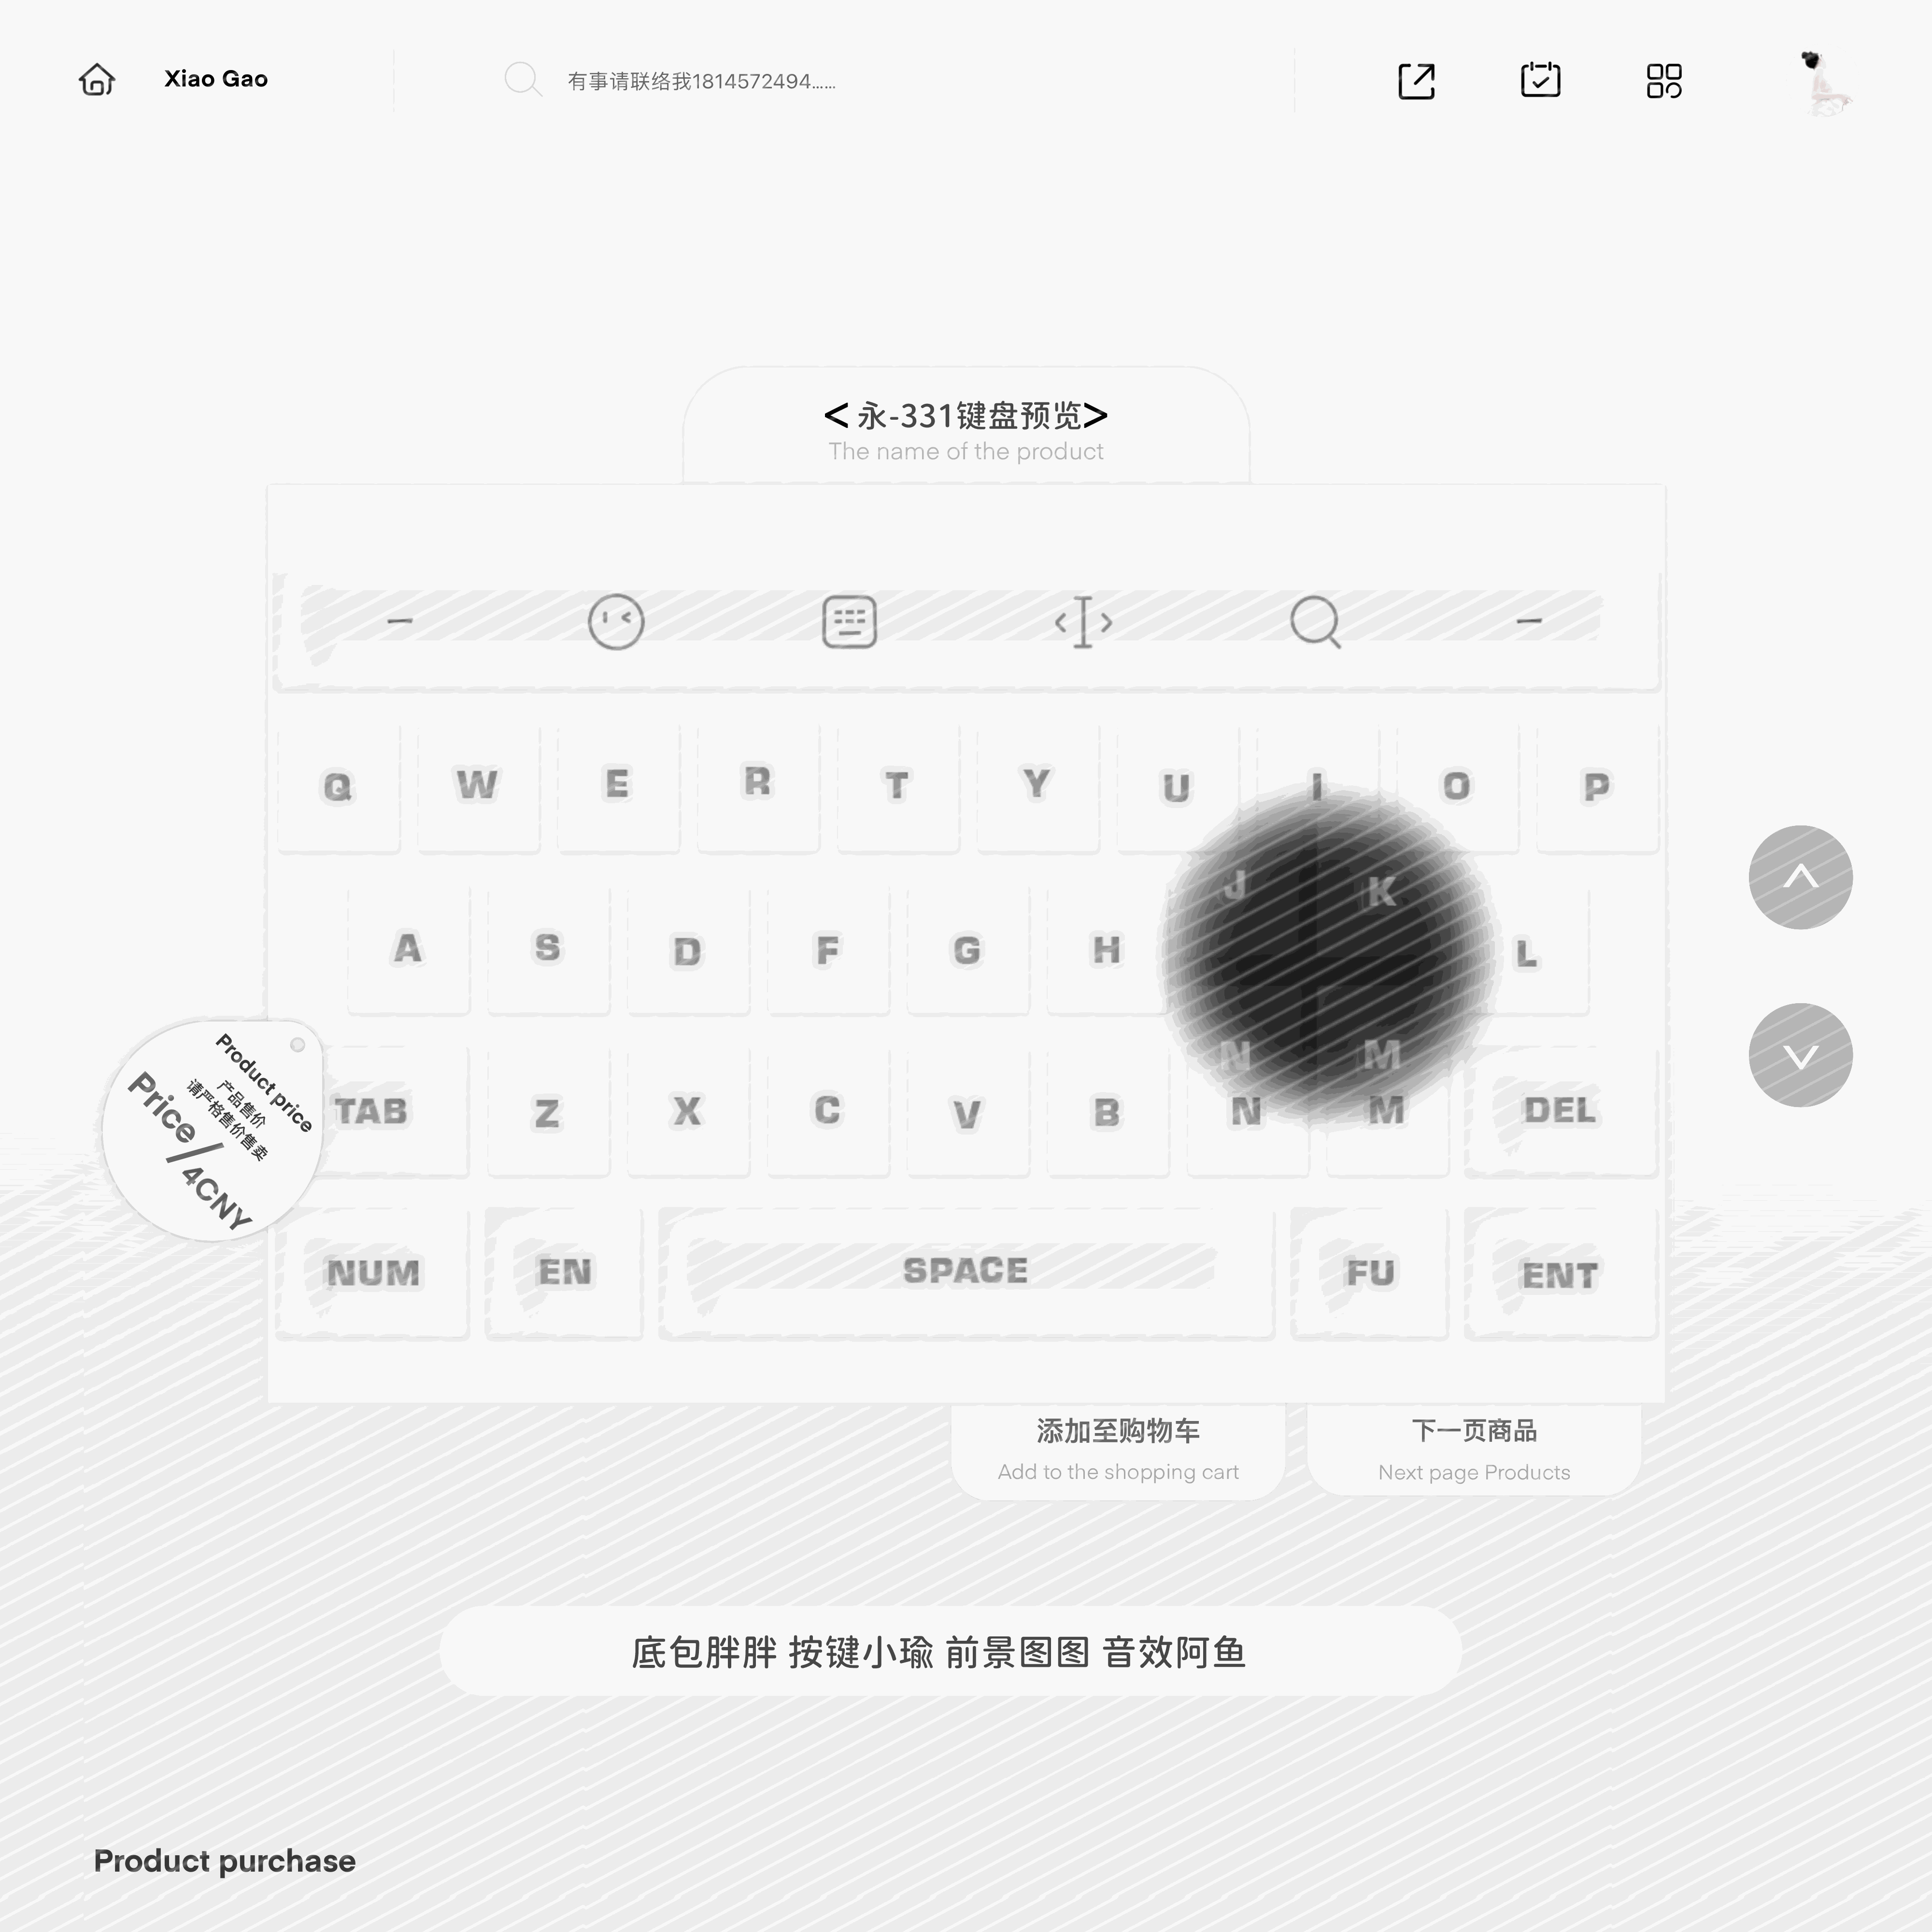 Xiao Gao
有事请联络我1814572494......
<永-331键盘预览>
The name of the product
Q W E R T Y U I O P
J K
A S D F G H L
N M
TAB Z X C V B N M DEL
NUM EN SPACE FU ENT
Product price
产品售价
请严格售价售卖
Price/4CNY
添加至购物车
Add to the shopping cart
下一页商品
Next page Products
底包胖胖 按键小瑜 前景图图 音效阿鱼
Product purchase